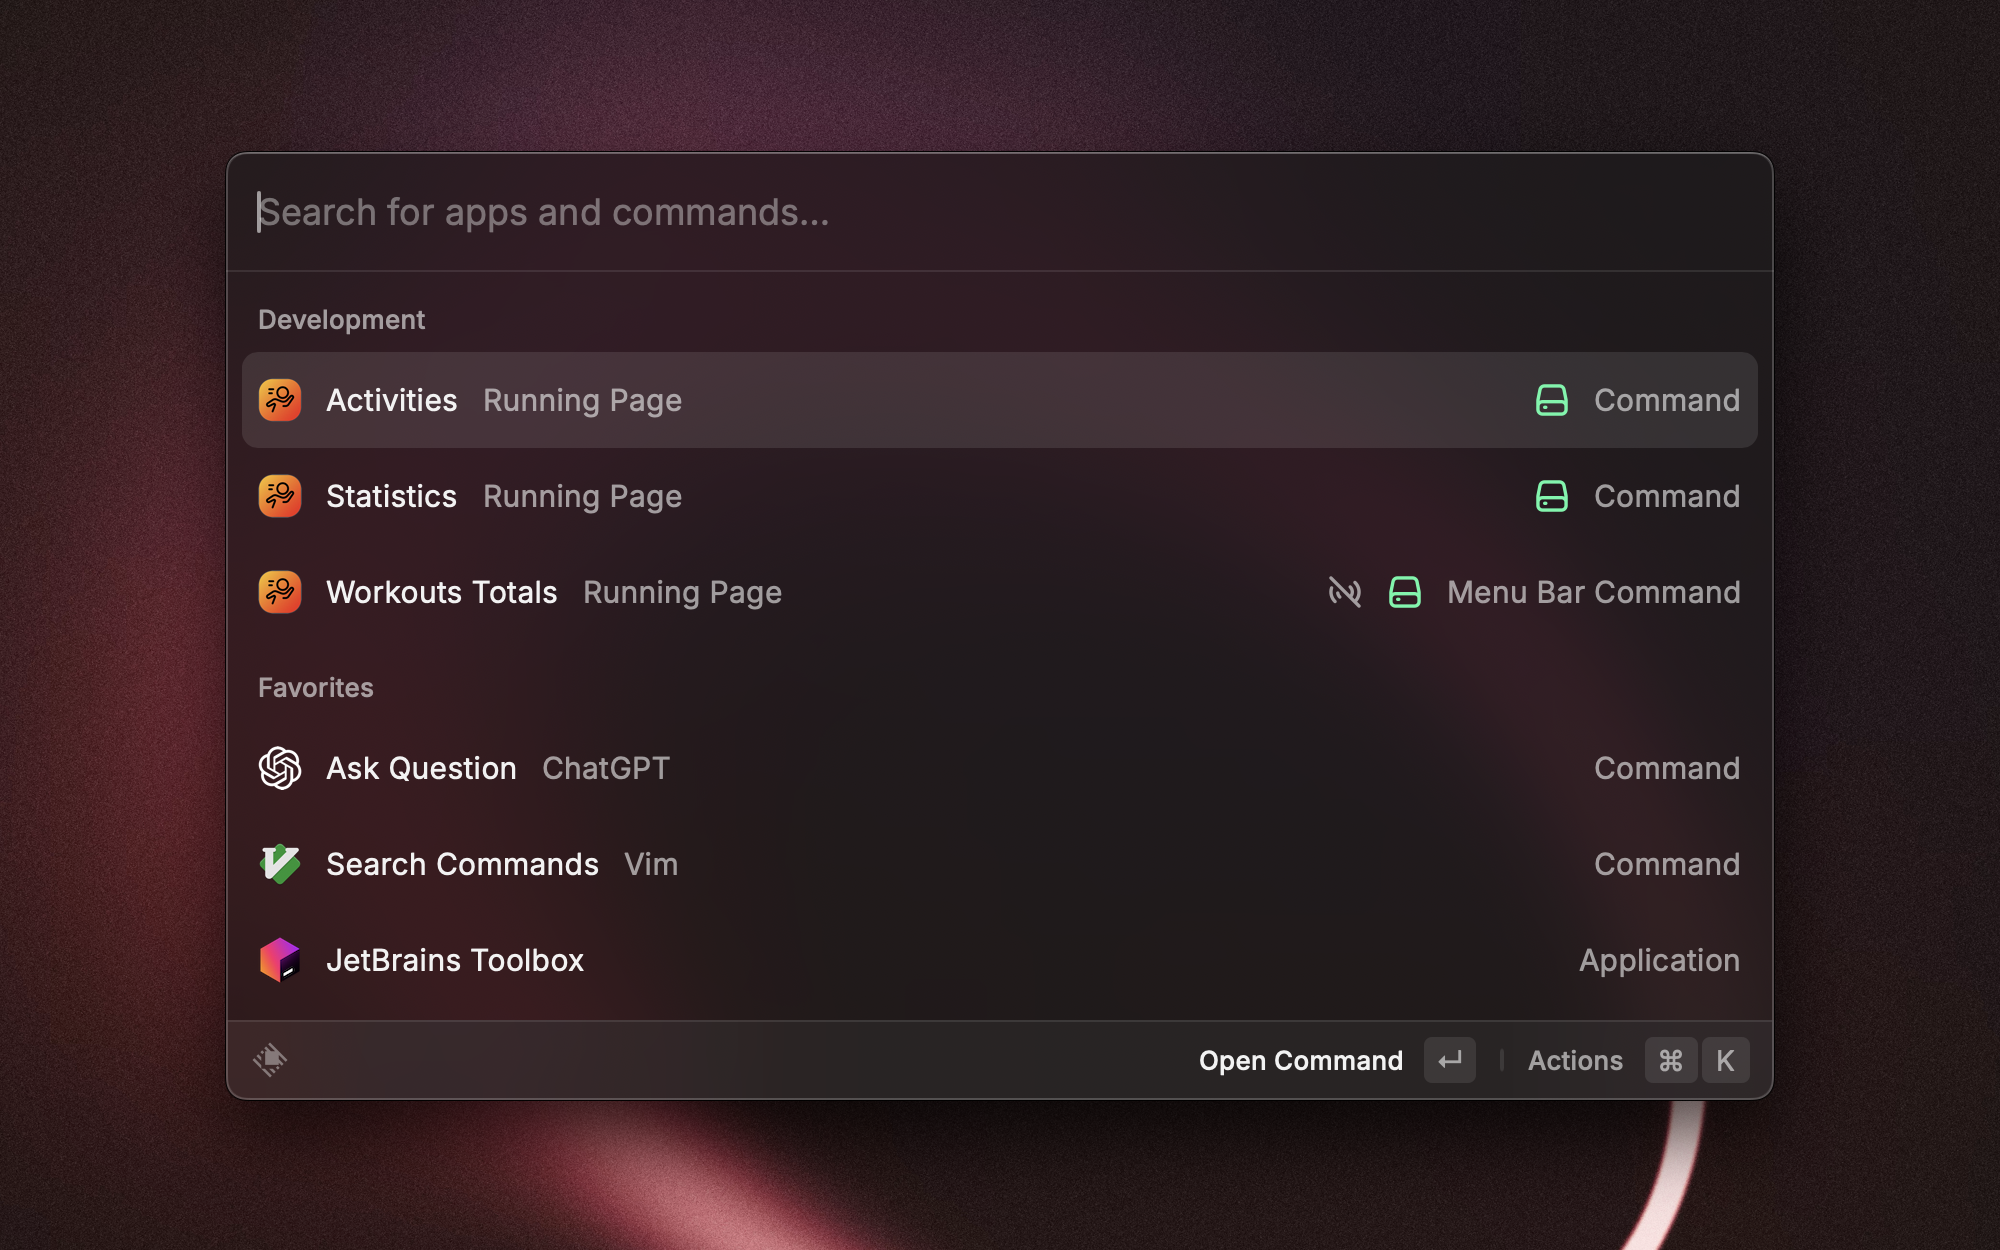 Search for apps and commands...
Development
Activities Running Page Command
Statistics Running Page Command
Workouts Totals Running Page Menu Bar Command
Favorites
Ask Question ChatGPT Command
Search Commands Vim Command
JetBrains Toolbox Application
Open Command ↵ Actions ⌘ K